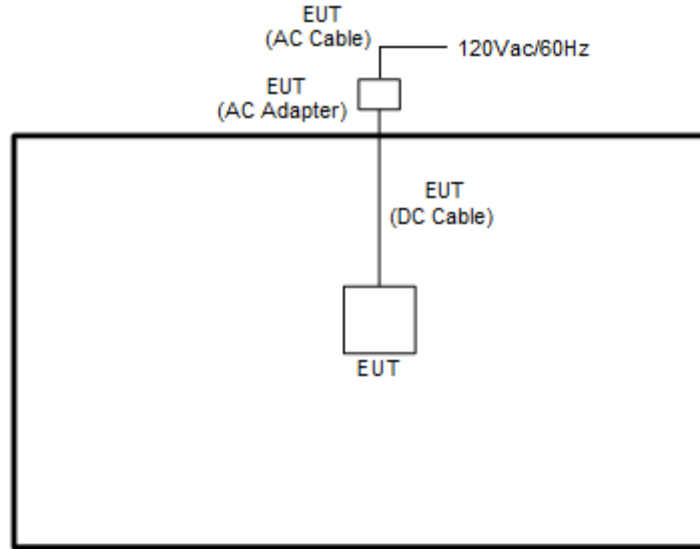 EUT
(AC Cable)
120Vac/60Hz
EUT
(AC Adapter)
EUT
(DC Cable)
EUT